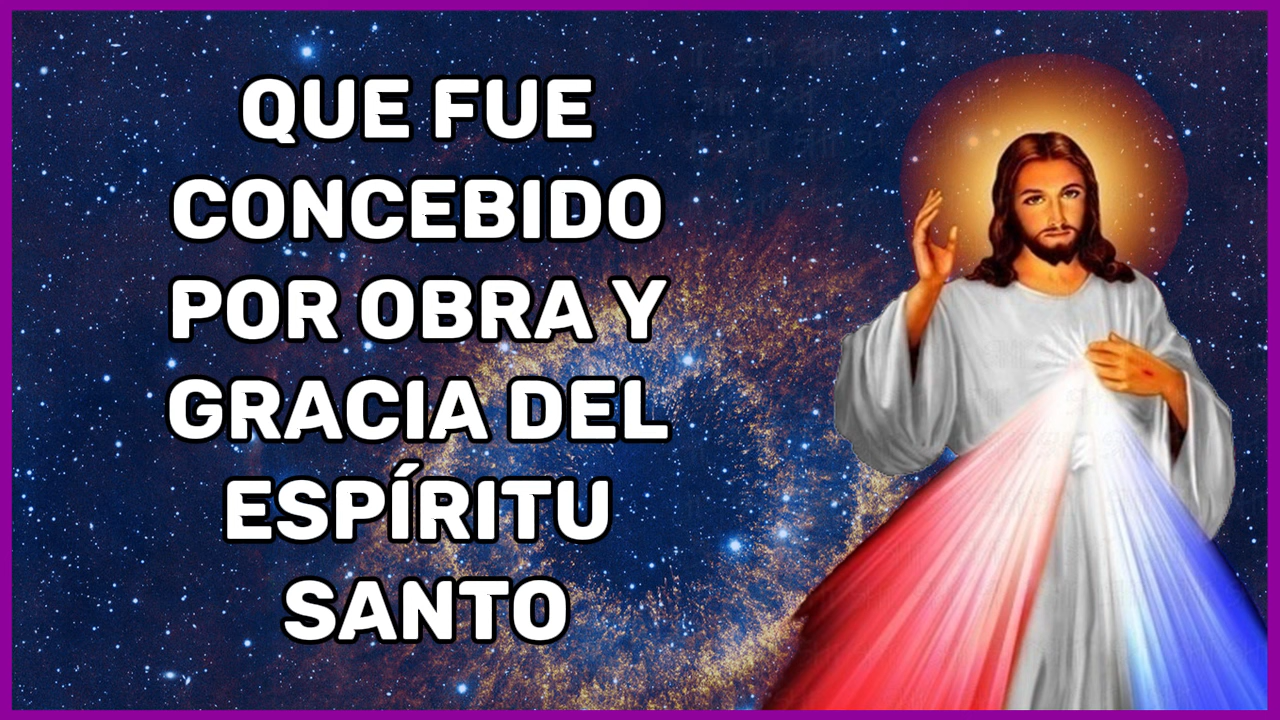 QUE FUE
CONCEBIDO
POR OBRA Y
GRACIA DEL
ESPÍRITU
SANTO